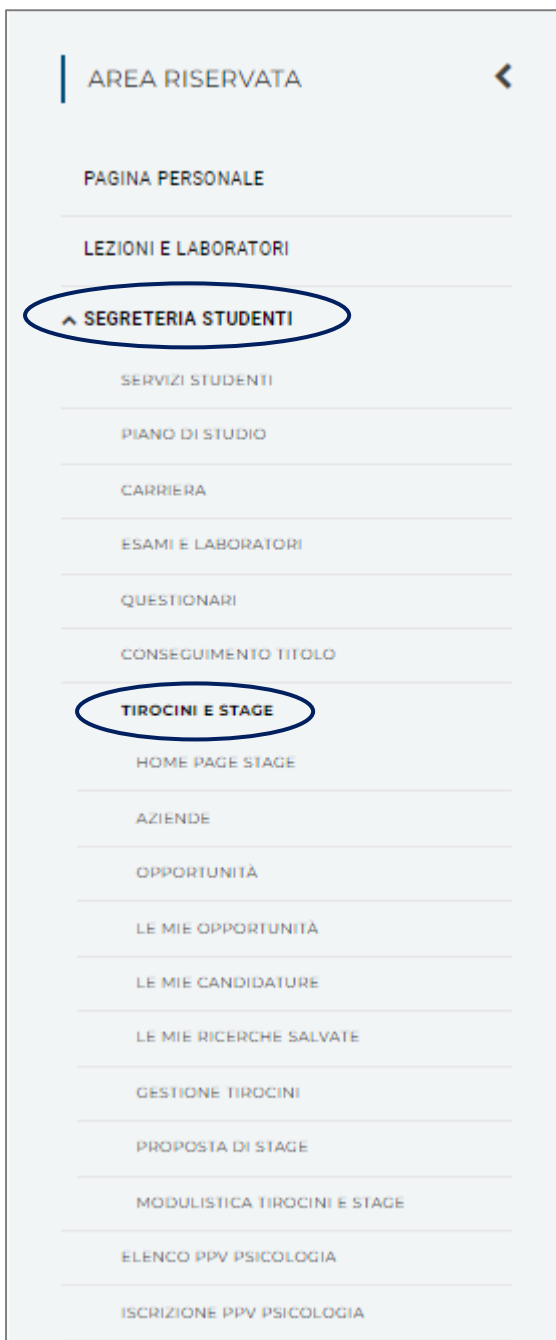 AREA RISERVATA
PAGINA PERSONALE
LEZIONI E LABORATORI
SEGRETERIA STUDENTI
SERVIZI STUDENTI
PIANO DI STUDIO
CARRIERA
ESAMI E LABORATORI
QUESTIONARI
CONSEGUIMENTO TITOLO
TIROCINI E STAGE
HOME PAGE STAGE
AZIENDE
OPPORTUNITÀ
LE MIE OPPORTUNITÀ
LE MIE CANDIDATURE
LE MIE RICERCHE SALVATE
GESTIONE TIROCINI
PROPOSTA DI STAGE
MODULISTICA TIROCINI E STAGE
ELENCO PPV PSICOLOGIA
ISCRIZIONE PPV PSICOLOGIA